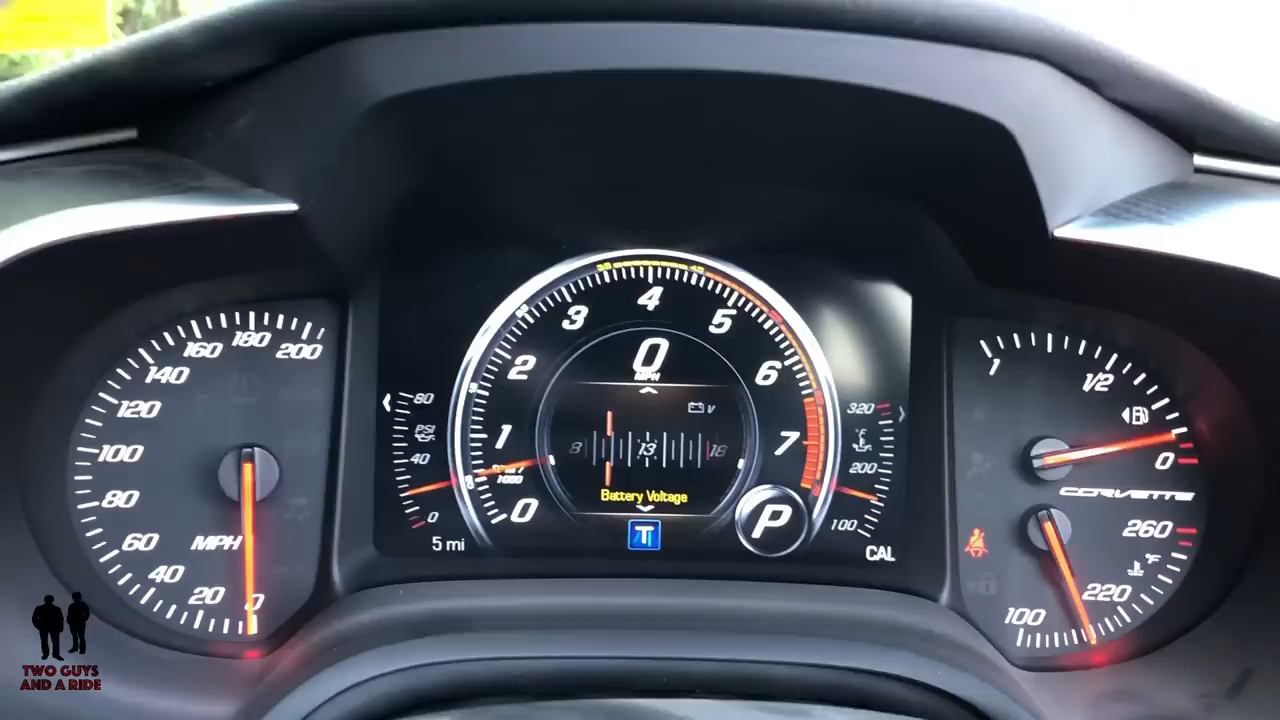 200
180
160
140
120
100
80
60
40
20
0
MPH
80
PSI
40
0
5 mi
0
1
2
3
4
5
6
7
RPM
1000
0
MPH
V
8
13
18
Battery Voltage
T
P
320
°F
200
100
CAL
1
1/2
0
CORVETTE
260
°F
220
100
TWO GUYS
AND A RIDE